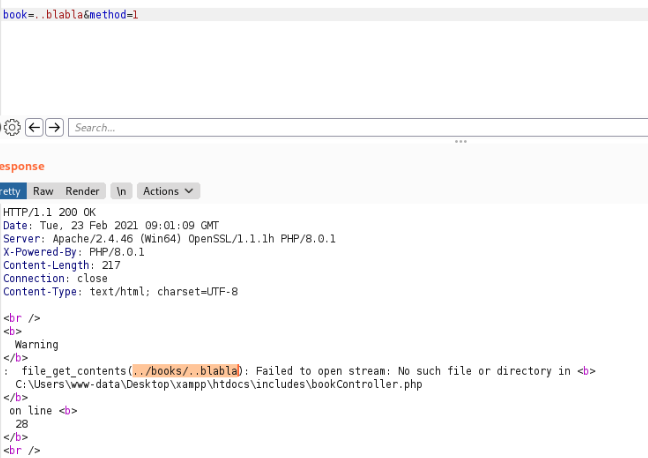 book=..blabla&method=1
Search...
esponse
retty Raw Render \n Actions
HTTP/1.1 200 OK
Date: Tue, 23 Feb 2021 09:01:09 GMT
Server: Apache/2.4.46 (Win64) OpenSSL/1.1.1h PHP/8.0.1
X-Powered-By: PHP/8.0.1
Content-Length: 217
Connection: close
Content-Type: text/html; charset=UTF-8
<br />
<b>
Warning
</b>
:  file_get_contents(../books/..blabla): Failed to open stream: No such file or directory in <b>
C:\Users\www-data\Desktop\xampp\htdocs\includes\bookController.php
</b>
on line <b>
28
</b>
<br />